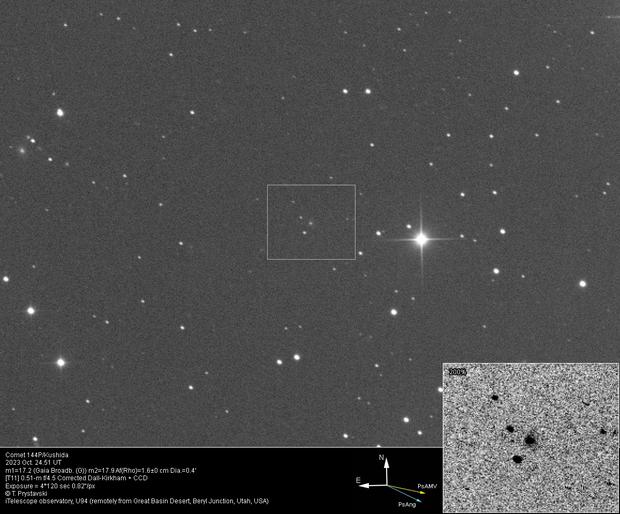 200%
Comet 144P/Kushida
2023 Oct. 24.51 UT
m1=17.2 (Gaia Broadb. (G)) m2=17.9 Af(Rho)=1.6±0 cm Dia.=0.4'
[T11] 0.51-m f/4.5 Corrected Dall-Kirkham + CCD
Exposure = 4*120 sec 0.82"/px
© T. Prystavski
iTelescope observatory, U94 (remotely from Great Basin Desert, Beryl Junction, Utah, USA)
N
E
PsAMV
PsAng